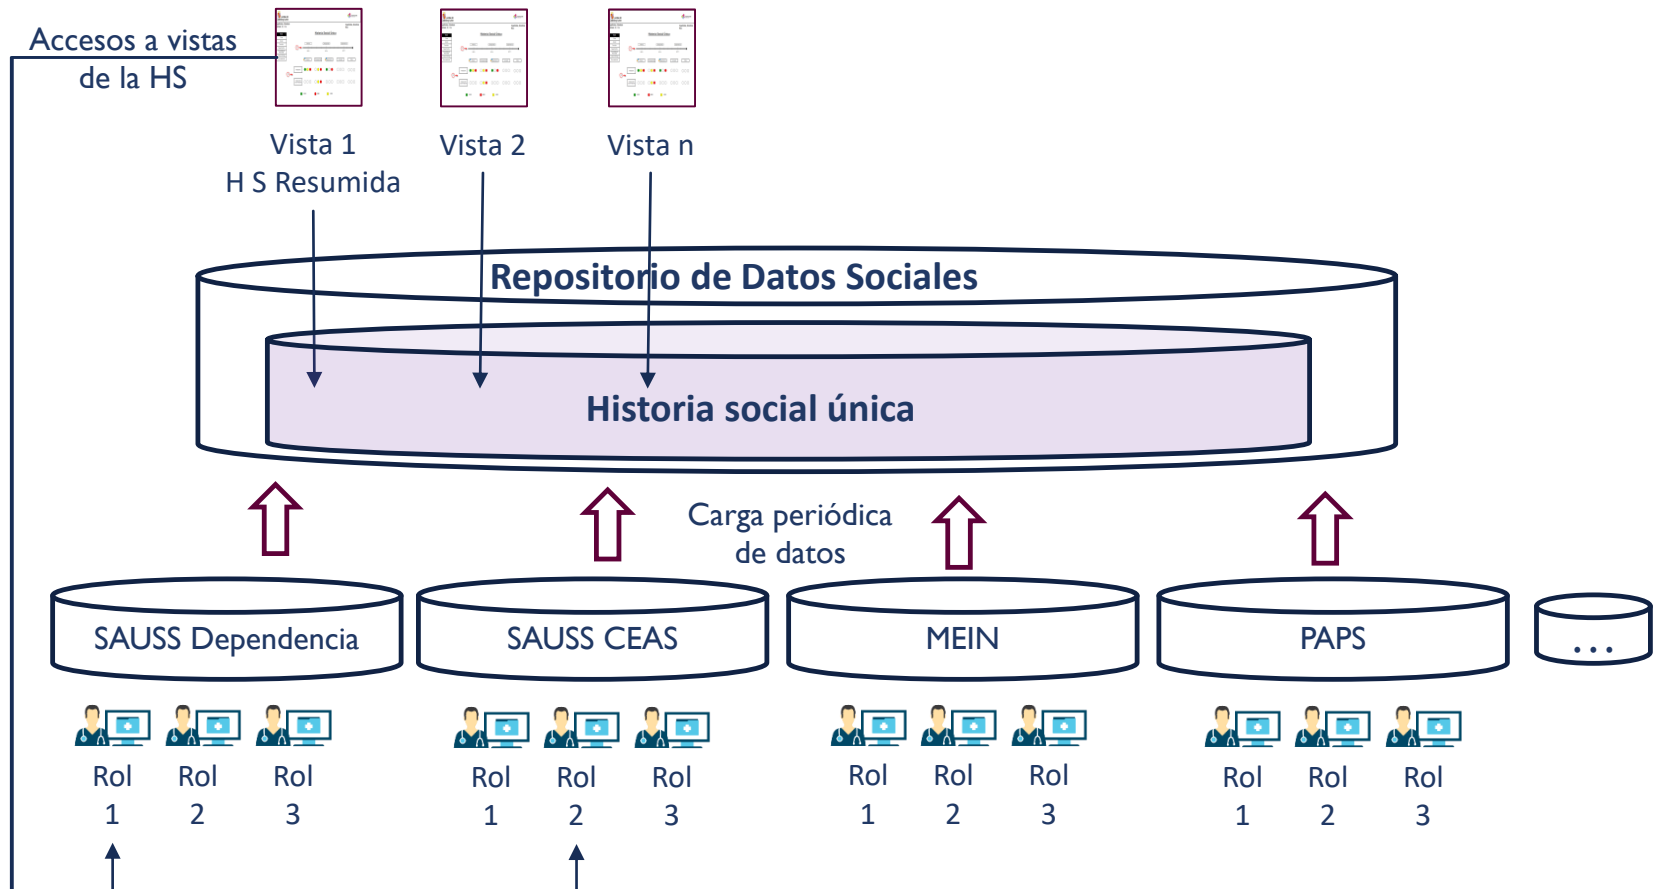 Accesos a vistas
de la HS
Vista 1
H S Resumida
Vista 2
Vista n
Repositorio de Datos Sociales
Historia social única
Carga periódica
de datos
SAUSS Dependencia
SAUSS CEAS
MEIN
PAPS
...
Rol
1
Rol
2
Rol
3
Rol
1
Rol
2
Rol
3
Rol
1
Rol
2
Rol
3
Rol
1
Rol
2
Rol
3